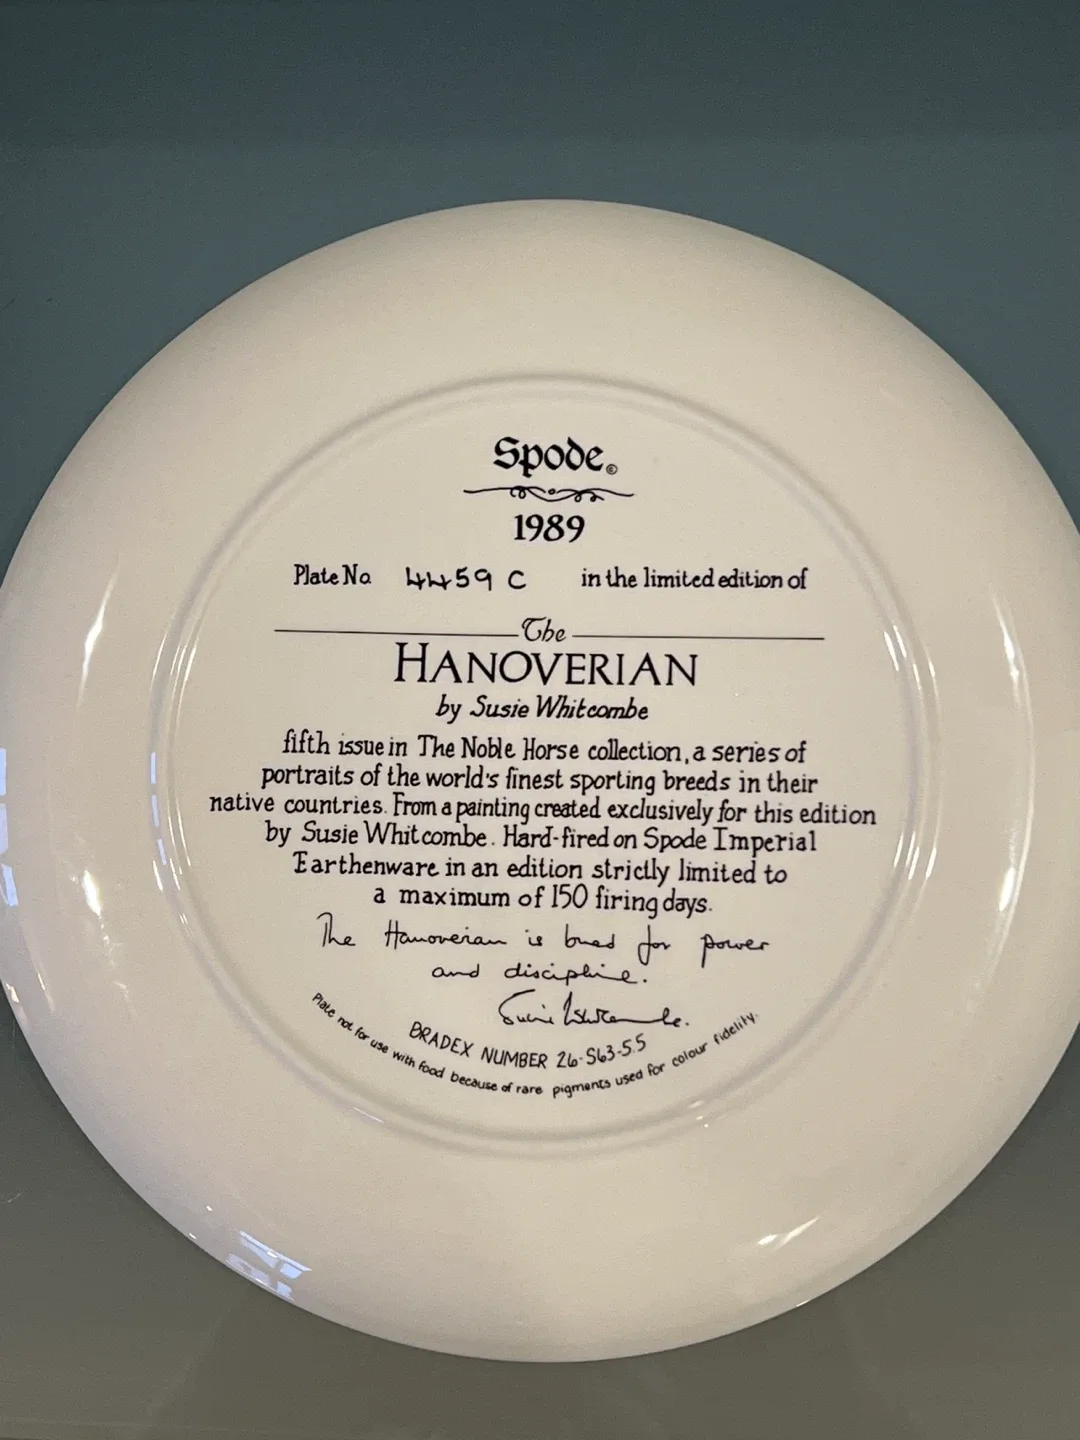 Spode.©
1989
Plate No 4459 C in the limited edition of
The
HANOVERIAN
by Susie Whitcombe
fifth issue in The Noble Horse collection, a series of
portraits of the world's finest sporting breeds in their
native countries. From a painting created exclusively for this edition
by Susie Whitcombe. Hard-fired on Spode Imperial
Earthenware in an edition strictly limited to
a maximum of 150 firing days.
The Hanoverian is bred for power
and discipline.
Susie Whitcombe.
BRADEX NUMBER 26-S63-5.5
Plate not for use with food because of rare pigments used for colour fidelity.